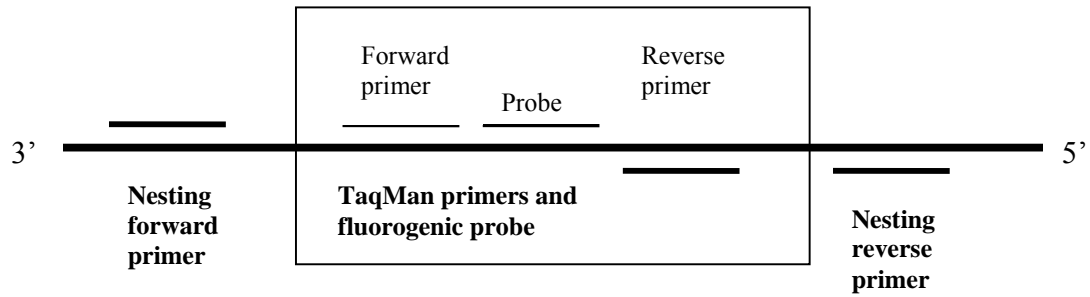 Forward
primer
Probe
Reverse
primer
3’
5’
Nesting
forward
primer
TaqMan primers and
fluorogenic probe
Nesting
reverse
primer